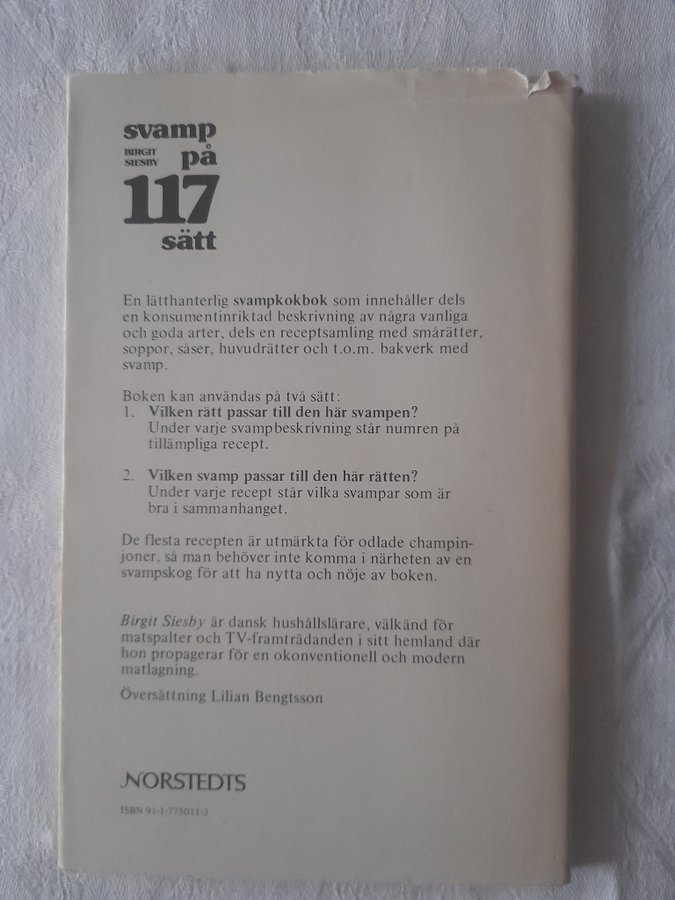 svamp
BIRGIT SIESBY på
117
sätt
En lätthanterlig svampkokbok som innehåller dels
en konsumentinriktad beskrivning av några vanliga
och goda arter, dels en receptsamling med smårätter,
soppor, såser, huvudrätter och t.o.m. bakverk med
svamp.
Boken kan användas på två sätt:
1. Vilken rätt passar till den här svampen?
Under varje svampbeskrivning står numren på
tillämpliga recept.
2. Vilken svamp passar till den här rätten?
Under varje recept står vilka svampar som är
bra i sammanhanget.
De flesta recepten är utmärkta för odlade champin-
joner, så man behöver inte komma i närheten av en
svampskog för att ha nytta och nöje av boken.
Birgit Siesby är dansk hushållslärare, välkänd för
matspalter och TV-framträdanden i sitt hemland där
hon propagerar för en okonventionell och modern
matlagning.
Översättning Lilian Bengtsson
NORSTEDTS
ISBN 91-1-775011-3